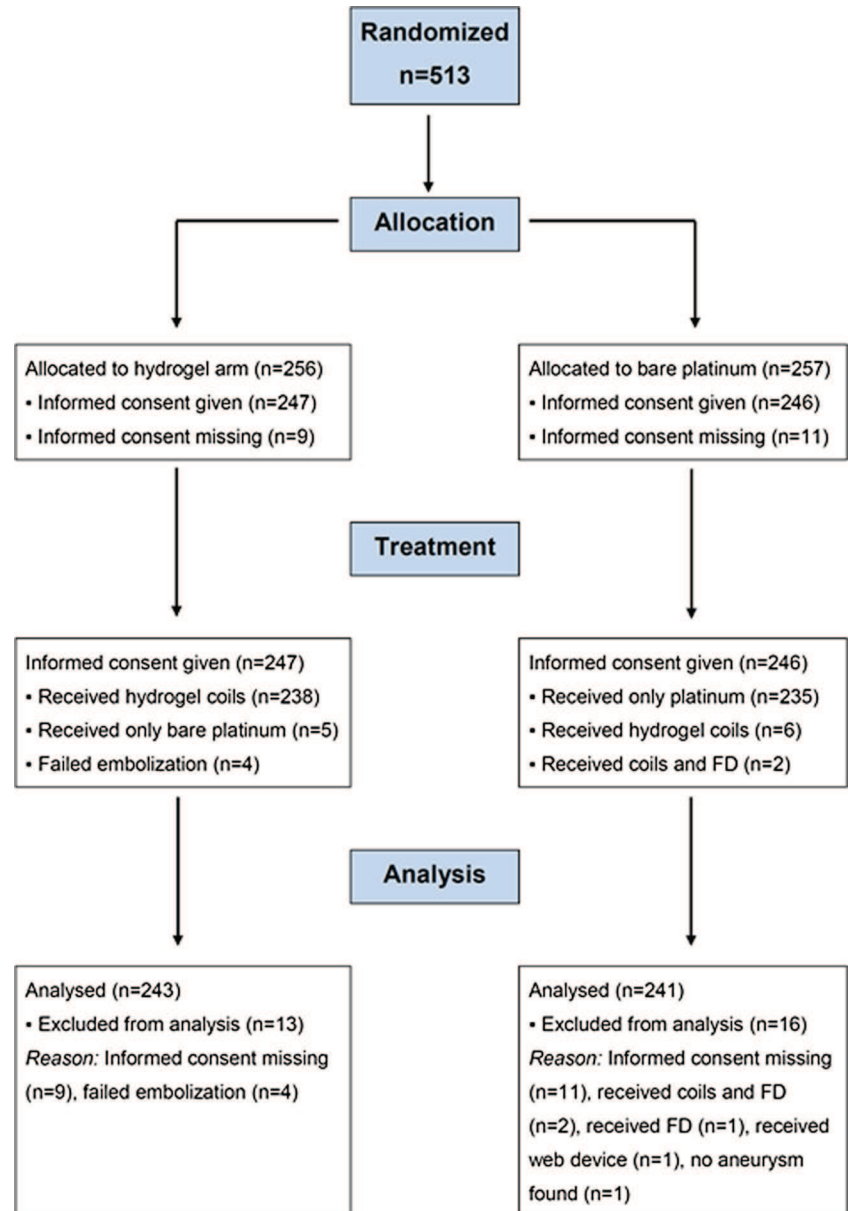 Randomized
n=513
Allocation
Allocated to hydrogel arm (n=256)
• Informed consent given (n=247)
• Informed consent missing (n=9)
Allocated to bare platinum (n=257)
• Informed consent given (n=246)
• Informed consent missing (n=11)
Treatment
Informed consent given (n=247)
• Received hydrogel coils (n=238)
• Received only bare platinum (n=5)
• Failed embolization (n=4)
Informed consent given (n=246)
• Received only platinum (n=235)
• Received hydrogel coils (n=6)
• Received coils and FD (n=2)
Analysis
Analysed (n=243)
• Excluded from analysis (n=13)
Reason: Informed consent missing
(n=9), failed embolization (n=4)
Analysed (n=241)
• Excluded from analysis (n=16)
Reason: Informed consent missing
(n=11), received coils and FD
(n=2), received FD (n=1), received
web device (n=1), no aneurysm
found (n=1)